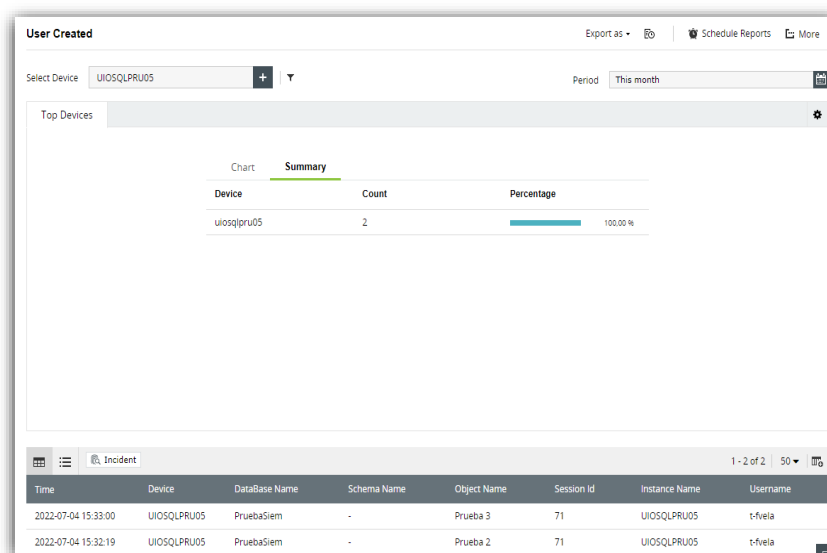 User Created Export as Schedule Reports More
Select Device UIOSQLPRU05 + Period This month
Top Devices
Chart Summary
Device Count Percentage
uiosqlpru05 2 100.00 %
Incident 1 - 2 of 2 50
Time Device DataBase Name Schema Name Object Name Session Id Instance Name Username
2022-07-04 15:33:00 UIOSQLPRU05 PruebaSiem - Prueba 3 71 UIOSQLPRU05 t-fvela
2022-07-04 15:32:19 UIOSQLPRU05 PruebaSiem - Prueba 2 71 UIOSQLPRU05 t-fvela